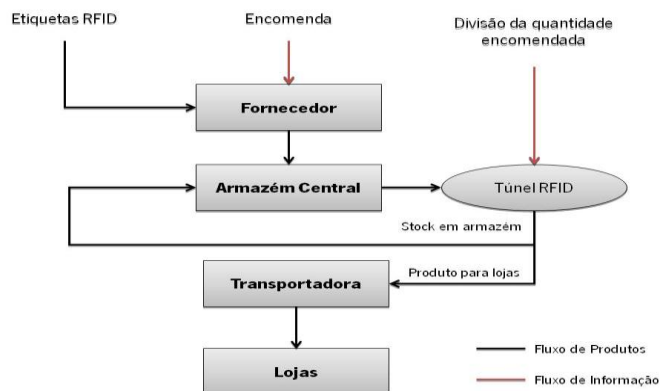 Etiquetas RFID
Encomenda
Divisão da quantidade
encomendada
Fornecedor
Armazém Central
Túnel RFID
Stock em armazém
Produto para lojas
Transportadora
Lojas
Fluxo de Produtos
Fluxo de Informação